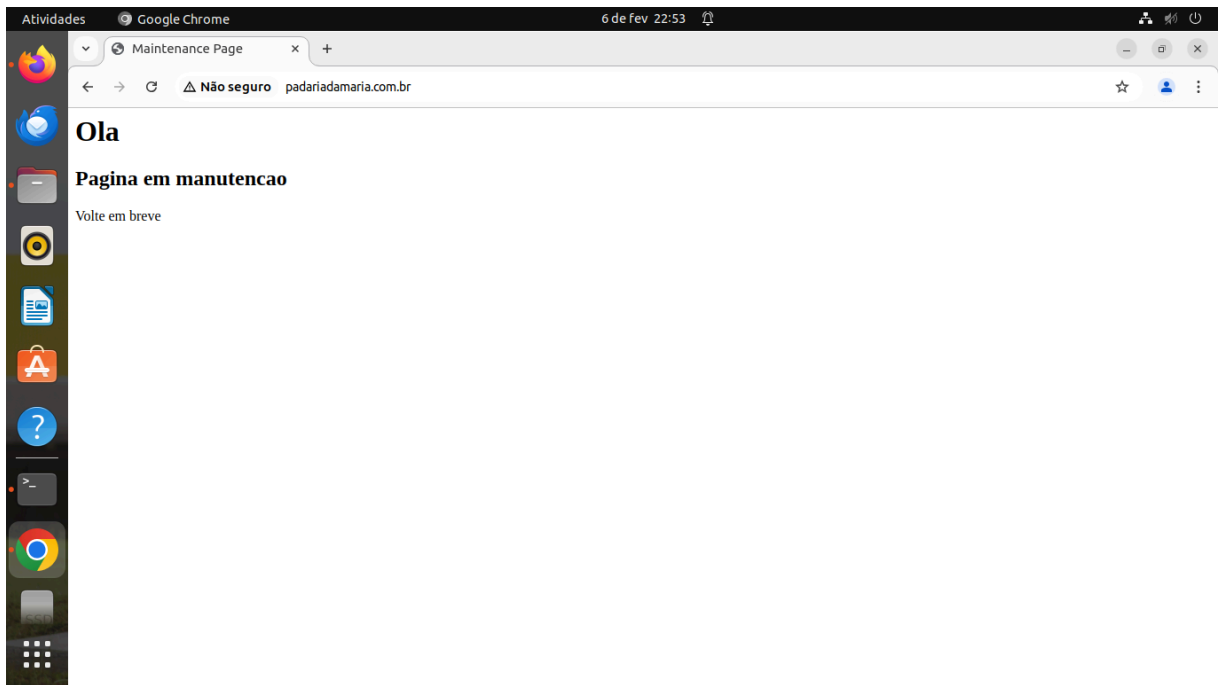 Atividades Google Chrome 6 de fev 22:53
Maintenance Page
Não seguro padariadamaria.com.br
Ola
Pagina em manutencao
Volte em breve
SSD